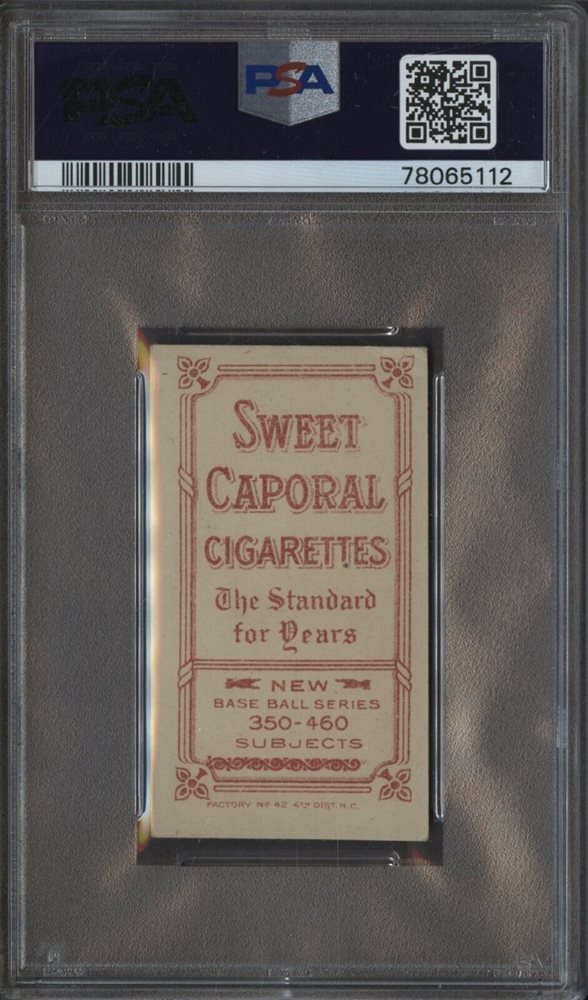 PSA
PSA
78065112
SWEET
CAPORAL
CIGARETTES
The Standard
for Years
NEW
BASE BALL SERIES
350-460
SUBJECTS
FACTORY Nº 42 4TH DIST. N.C.